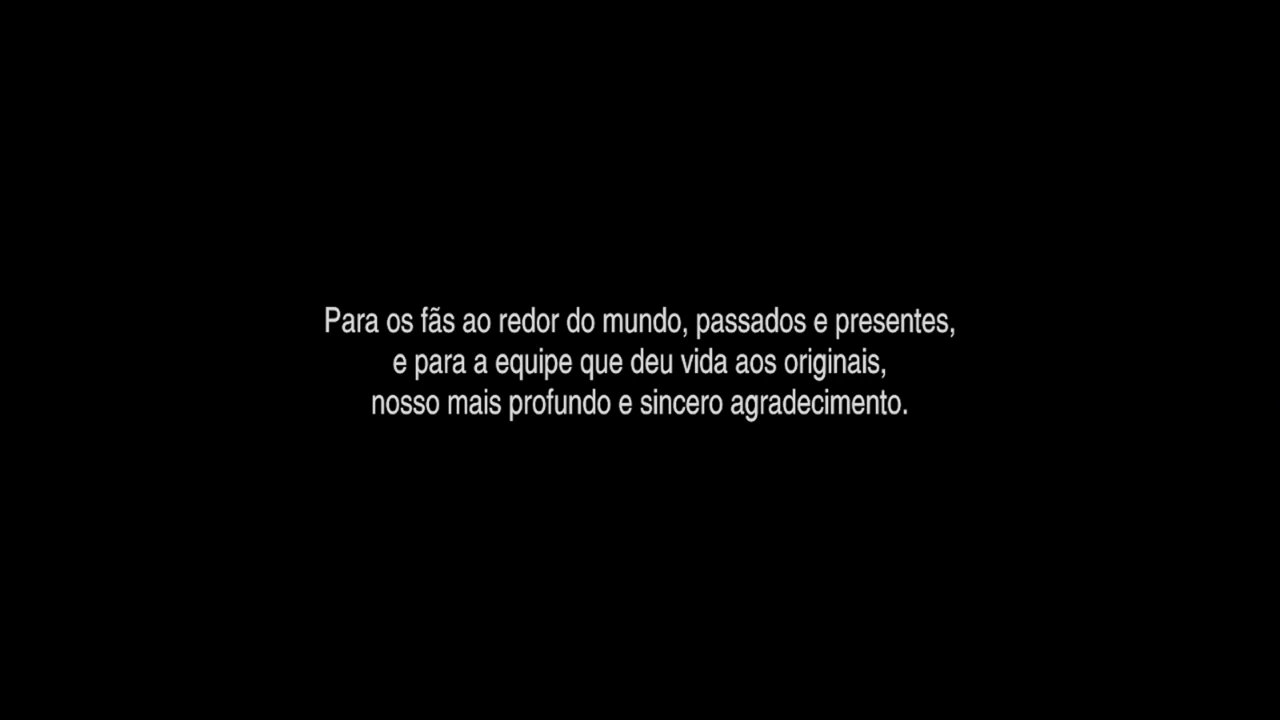 Para os fãs ao redor do mundo, passados e presentes,
e para a equipe que deu vida aos originais,
nosso mais profundo e sincero agradecimento.